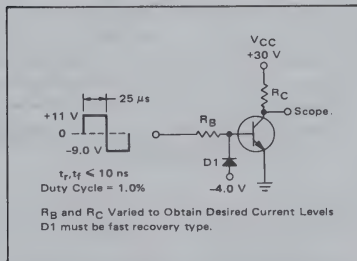 VCC
+30 V
25 μs
RC
+11 V
RB
Scope.
0
-9.0 V
D1
tr,tf ≤ 10 ns
Duty Cycle = 1.0%
-4.0 V
RB and RC Varied to Obtain Desired Current Levels
D1 must be fast recovery type.